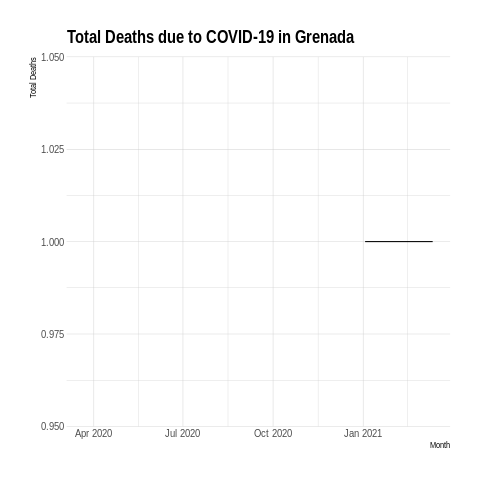 Total Deaths due to COVID-19 in Grenada
Total Deaths
1.050
1.025
1.000
0.975
0.950
Apr 2020 Jul 2020 Oct 2020 Jan 2021
Month